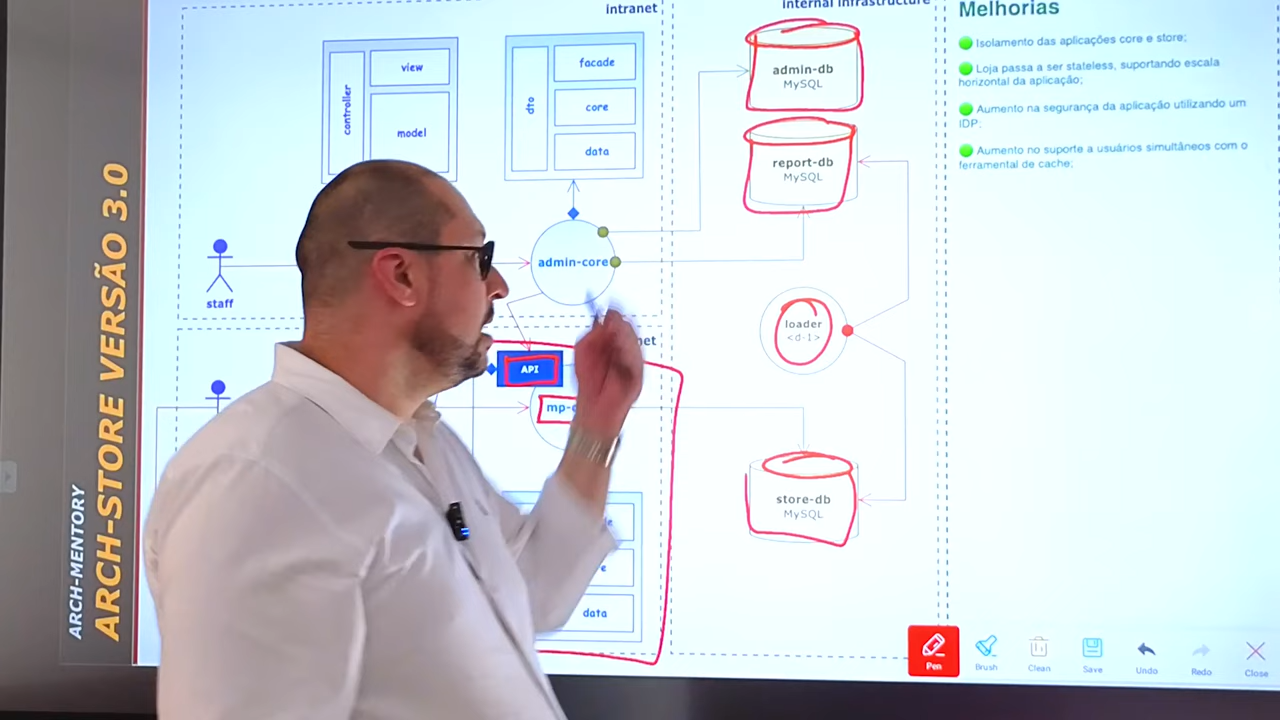 ARCH-MENTORY
ARCH-STORE VERSÃO 3.0
intranet
internal infrastructure
controller
view
model
dto
facade
core
data
staff
admin-core
API
data
admin-db
MySQL
report-db
MySQL
loader
<d-1>
store-db
MySQL
Melhorias
Isolamento das aplicações core e store;
Loja passa a ser stateless, suportando escala
horizontal da aplicação;
Aumento na segurança da aplicação utilizando um
IDP;
Aumento no suporte a usuários simultâneos com o
ferramental de cache;
Pen
Brush
Clean
Save
Undo
Redo
Close